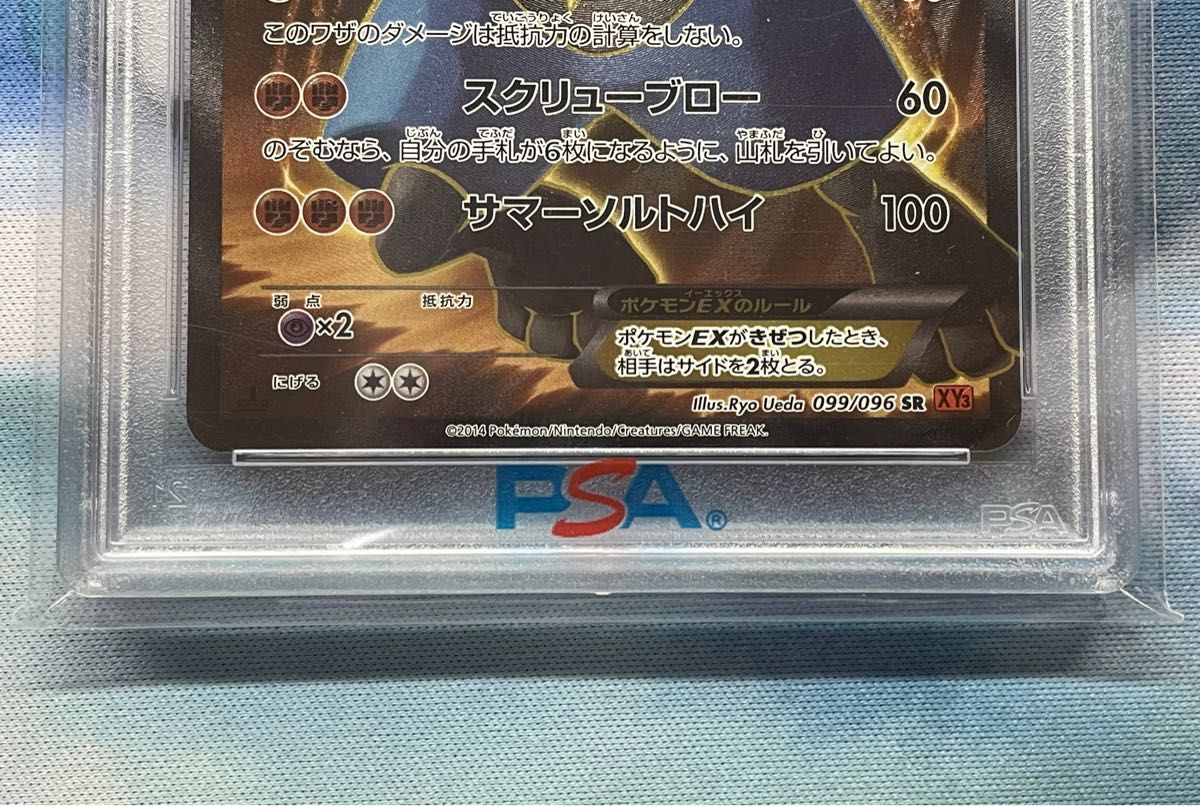 このワザのダメージは抵抗力の計算をしない。
スクリューブロー 60
のぞむなら、自分の手札が6枚になるように、山札を引いてよい。
サマーソルトハイ 100
弱点 抵抗力
×2
にげる
ポケモンEXのルール
ポケモンEXがきぜつしたとき、
相手はサイドを2枚とる。
Illus.Ryo Ueda 099/096 SR XY3
©2014 Pokémon/Nintendo/Creatures/GAME FREAK.
PSA®
PSA